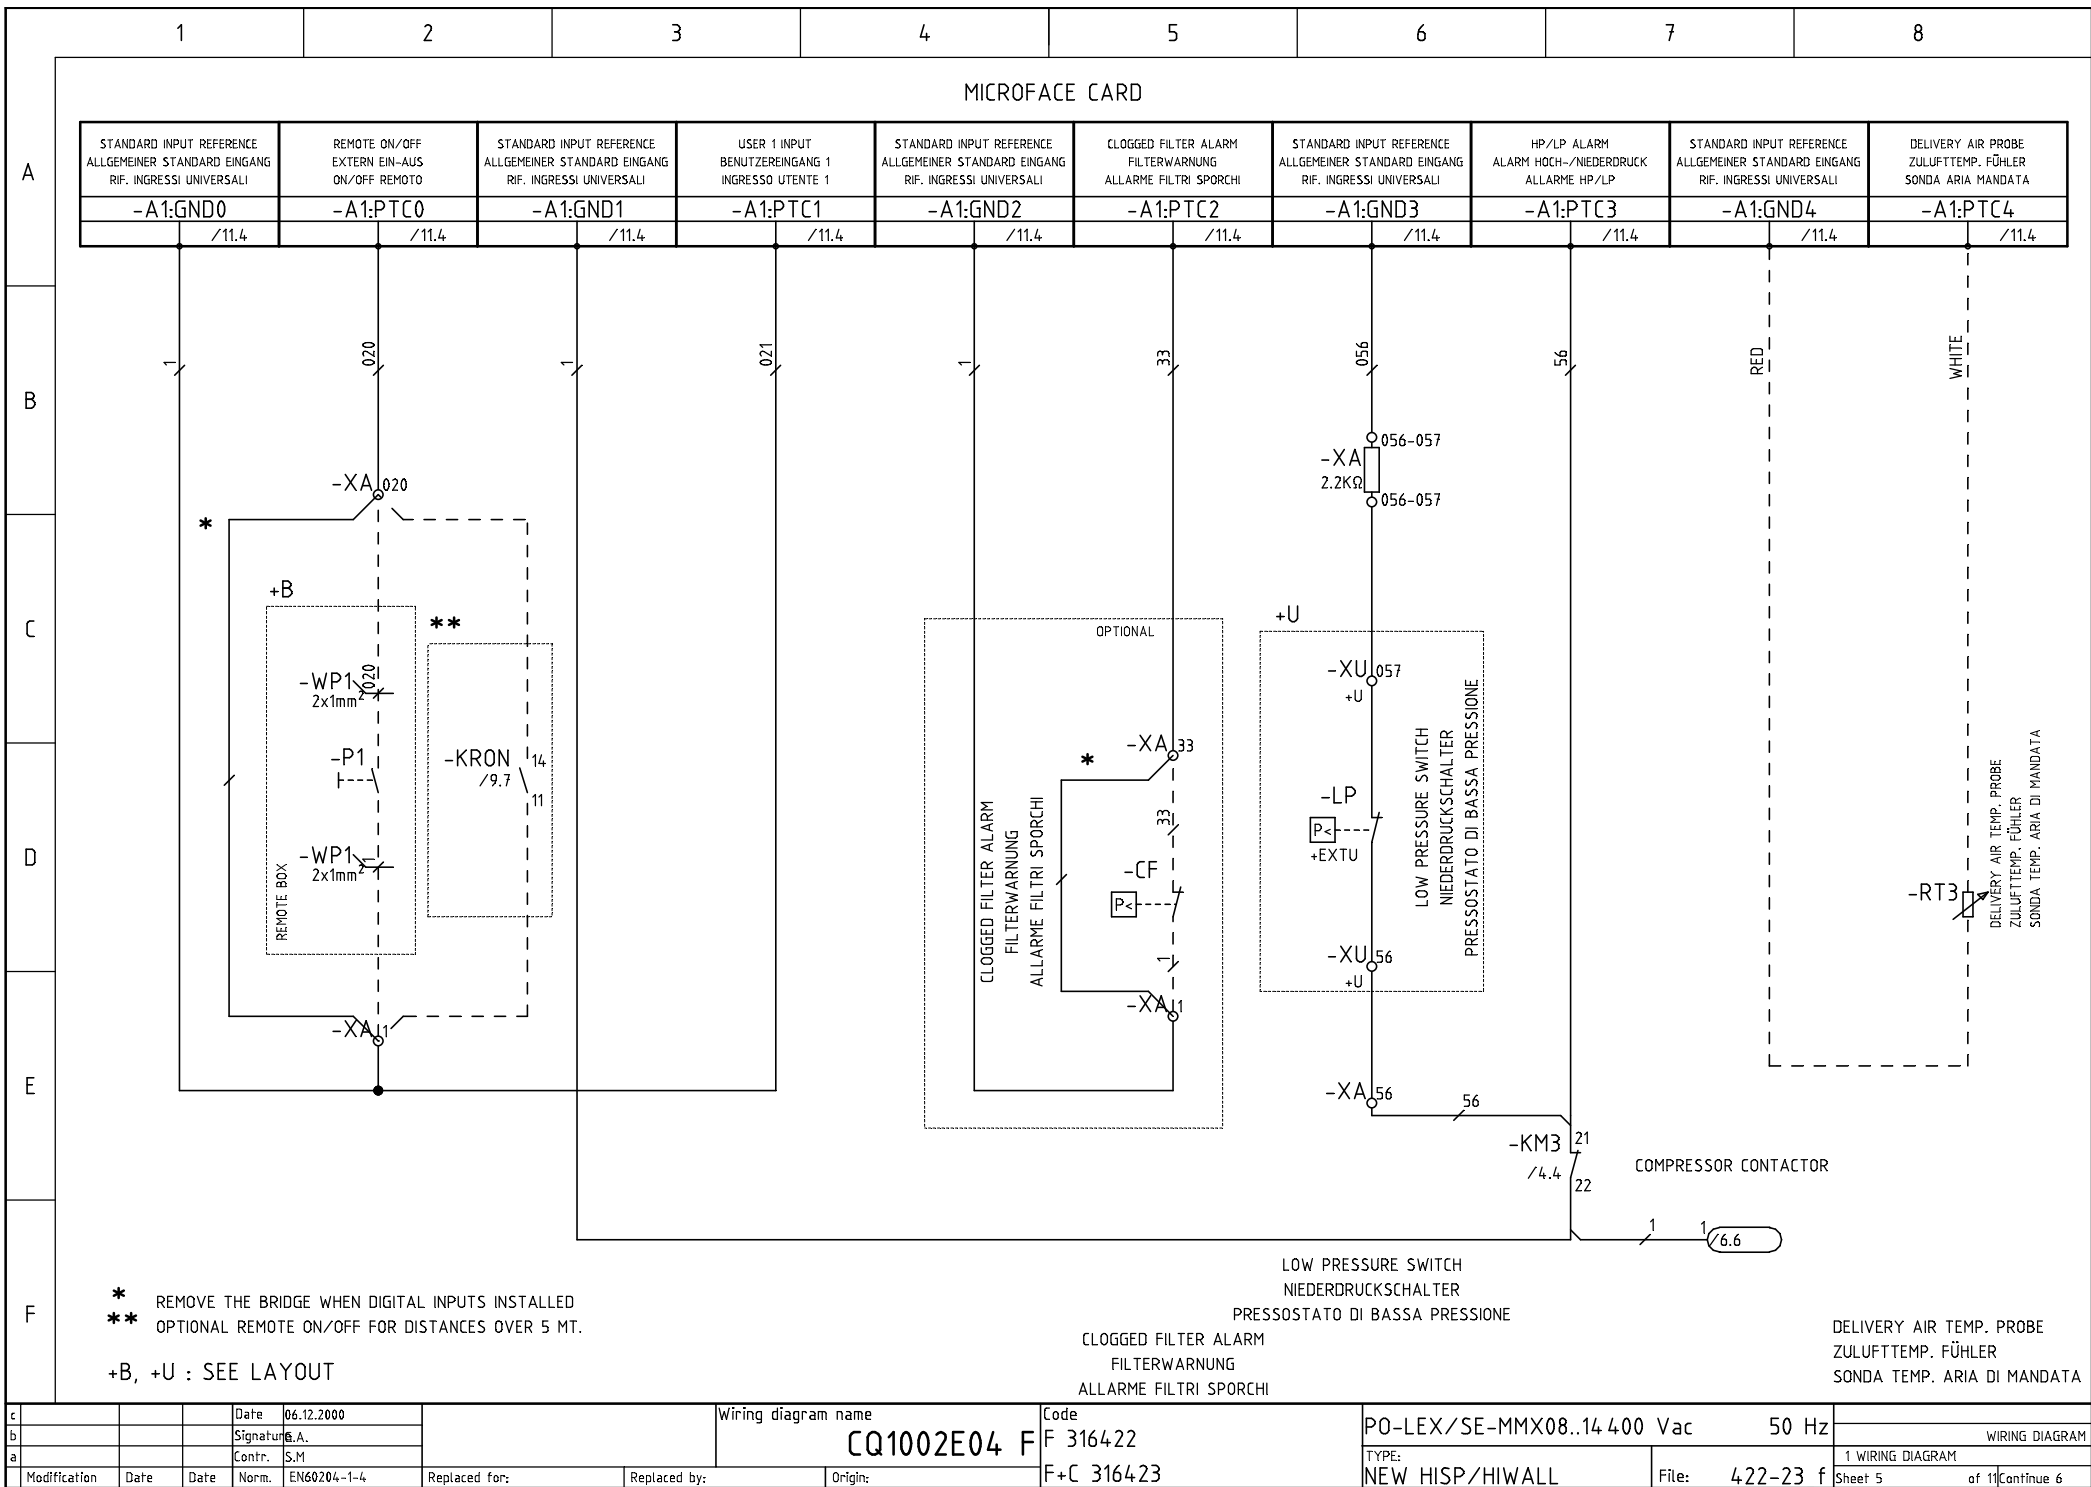 1 2 3 4 5 6 7 8
A
B
C
D
E
F
MICROFACE CARD
STANDARD INPUT REFERENCE
ALLGEMEINER STANDARD EINGANG
RIF. INGRESSI UNIVERSALI
-A1:GND0
/11.4
REMOTE ON/OFF
EXTERN EIN-AUS
ON/OFF REMOTO
-A1:PTC0
/11.4
STANDARD INPUT REFERENCE
ALLGEMEINER STANDARD EINGANG
RIF. INGRESSI UNIVERSALI
-A1:GND1
/11.4
USER 1 INPUT
BENUTZEREINGANG 1
INGRESSO UTENTE 1
-A1:PTC1
/11.4
STANDARD INPUT REFERENCE
ALLGEMEINER STANDARD EINGANG
RIF. INGRESSI UNIVERSALI
-A1:GND2
/11.4
CLOGGED FILTER ALARM
FILTERWARNUNG
ALLARME FILTRI SPORCHI
-A1:PTC2
/11.4
STANDARD INPUT REFERENCE
ALLGEMEINER STANDARD EINGANG
RIF. INGRESSI UNIVERSALI
-A1:GND3
/11.4
HP/LP ALARM
ALARM HOCH-/NIEDERDRUCK
ALLARME HP/LP
-A1:PTC3
/11.4
STANDARD INPUT REFERENCE
ALLGEMEINER STANDARD EINGANG
RIF. INGRESSI UNIVERSALI
-A1:GND4
/11.4
DELIVERY AIR PROBE
ZULUFTTEMP. FÜHLER
SONDA ARIA MANDATA
-A1:PTC4
/11.4
1
020
1
021
1
33
056
56
RED
WHITE
-XA 020
*
+B
**
-WP1
2x1mm²
020
-P1
-WP1
2x1mm²
1
REMOTE BOX
-KRON
/9.7
14
11
-XA 1
OPTIONAL
-XA 33
*
33
-CF
P<
1
-XA 1
CLOGGED FILTER ALARM
FILTERWARNUNG
ALLARME FILTRI SPORCHI
056-057
-XA
2.2KΩ
056-057
+U
-XU 057
+U
-LP
P<
+EXTU
-XU 56
+U
LOW PRESSURE SWITCH
NIEDERDRUCKSCHALTER
PRESSOSTATO DI BASSA PRESSIONE
-XA 56
56
-KM3
/4.4
21
22
COMPRESSOR CONTACTOR
1
1
/6.6
-RT3
DELIVERY AIR TEMP. PROBE
ZULUFTTEMP. FÜHLER
SONDA TEMP. ARIA DI MANDATA
* REMOVE THE BRIDGE WHEN DIGITAL INPUTS INSTALLED
** OPTIONAL REMOTE ON/OFF FOR DISTANCES OVER 5 MT.
+B, +U : SEE LAYOUT
LOW PRESSURE SWITCH
NIEDERDRUCKSCHALTER
PRESSOSTATO DI BASSA PRESSIONE
CLOGGED FILTER ALARM
FILTERWARNUNG
ALLARME FILTRI SPORCHI
DELIVERY AIR TEMP. PROBE
ZULUFTTEMP. FÜHLER
SONDA TEMP. ARIA DI MANDATA
c
b
a
Modification Date Date
Date 06.12.2000
Signature G.A.
Contr. S.M
Norm. EN60204-1-4
Replaced for:
Replaced by:
Wiring diagram name
CQ1002E04 F
Origin:
Code
F 316422
F+C 316423
PO-LEX/SE-MMX08..14 400 Vac 50 Hz
TYPE:
NEW HISP/HIWALL
File: 422-23 f
WIRING DIAGRAM
1 WIRING DIAGRAM
Sheet 5 of 11 Continue 6